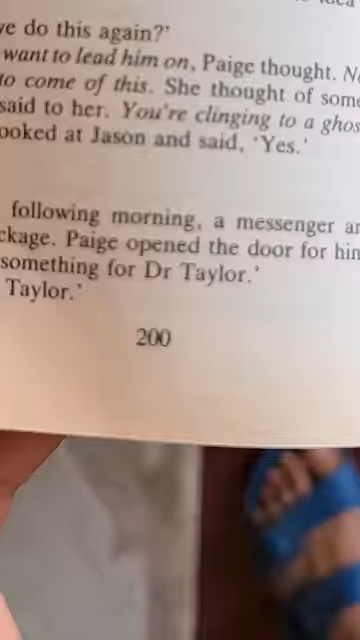 ve do this again?'
want to lead him on, Paige thought.
to come of this. She thought of some
said to her. You're clinging to a ghos
ooked at Jason and said, 'Yes.'
following morning, a messenger ar
ckage. Paige opened the door for him
something for Dr Taylor.'
Taylor.'
200